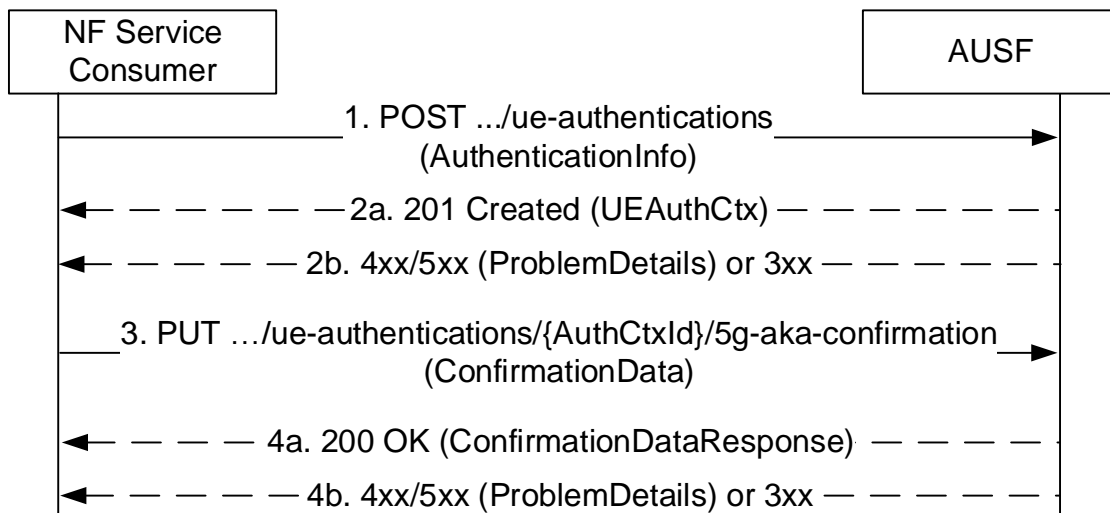 NF Service
Consumer
AUSF
1. POST .../ue-authentications
(AuthenticationInfo)
2a. 201 Created (UEAuthCtx)
2b. 4xx/5xx (ProblemDetails) or 3xx
3. PUT …/ue-authentications/{AuthCtxId}/5g-aka-confirmation
(ConfirmationData)
4a. 200 OK (ConfirmationDataResponse)
4b. 4xx/5xx (ProblemDetails) or 3xx